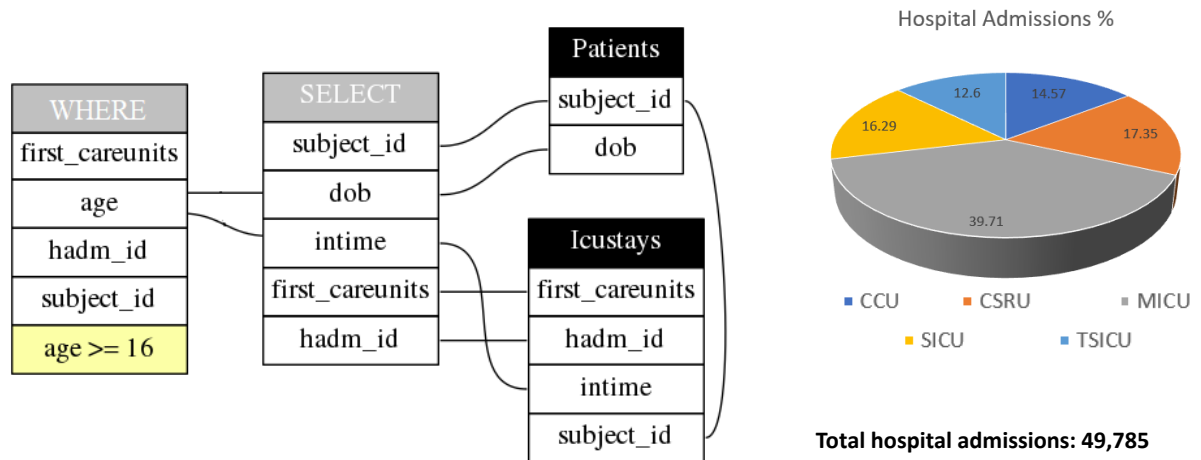 WHERE
first_careunits
age
hadm_id
subject_id
age >= 16
SELECT
subject_id
dob
intime
first_careunits
hadm_id
Patients
subject_id
dob
Icustays
first_careunits
hadm_id
intime
subject_id
Hospital Admissions %
12.6
14.57
16.29
17.35
39.71
CCU
CSRU
MICU
SICU
TSICU
Total hospital admissions: 49,785